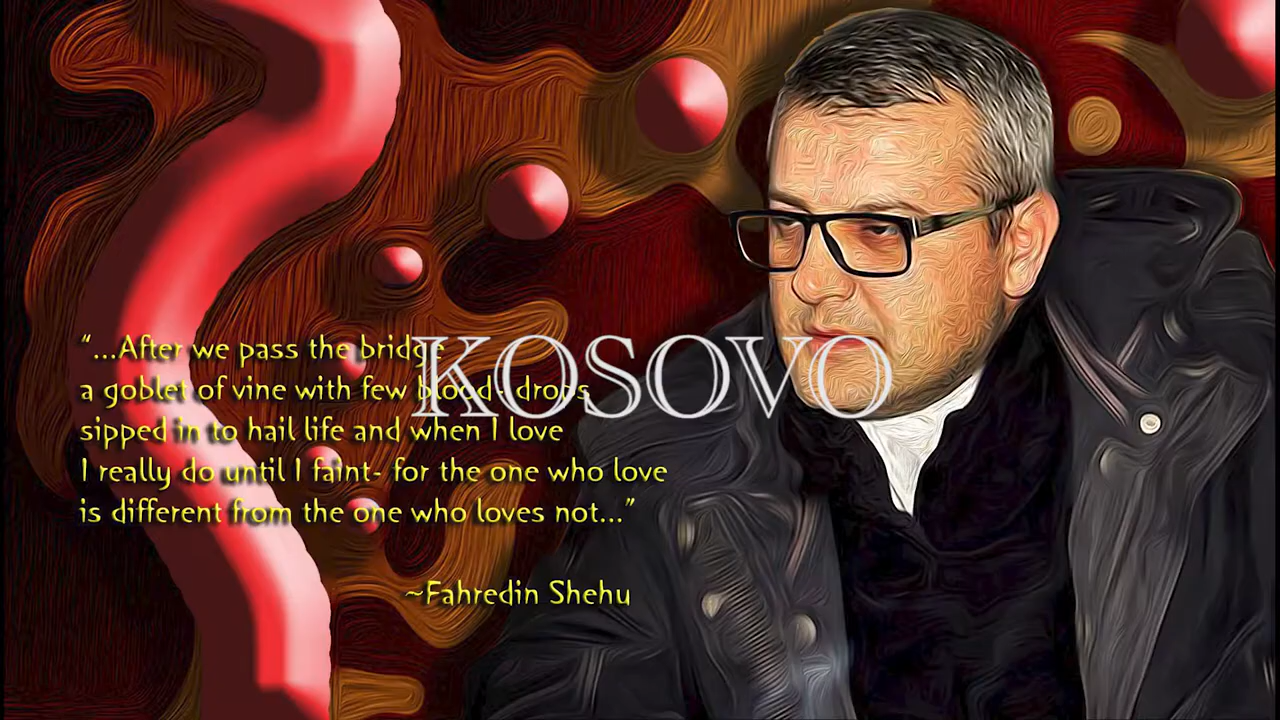 “...After we pass the bridge
a goblet of vine with few blood- drops
sipped in to hail life and when I love
I really do until I faint- for the one who love
is different from the one who loves not...”
~Fahredin Shehu
KOSOVO